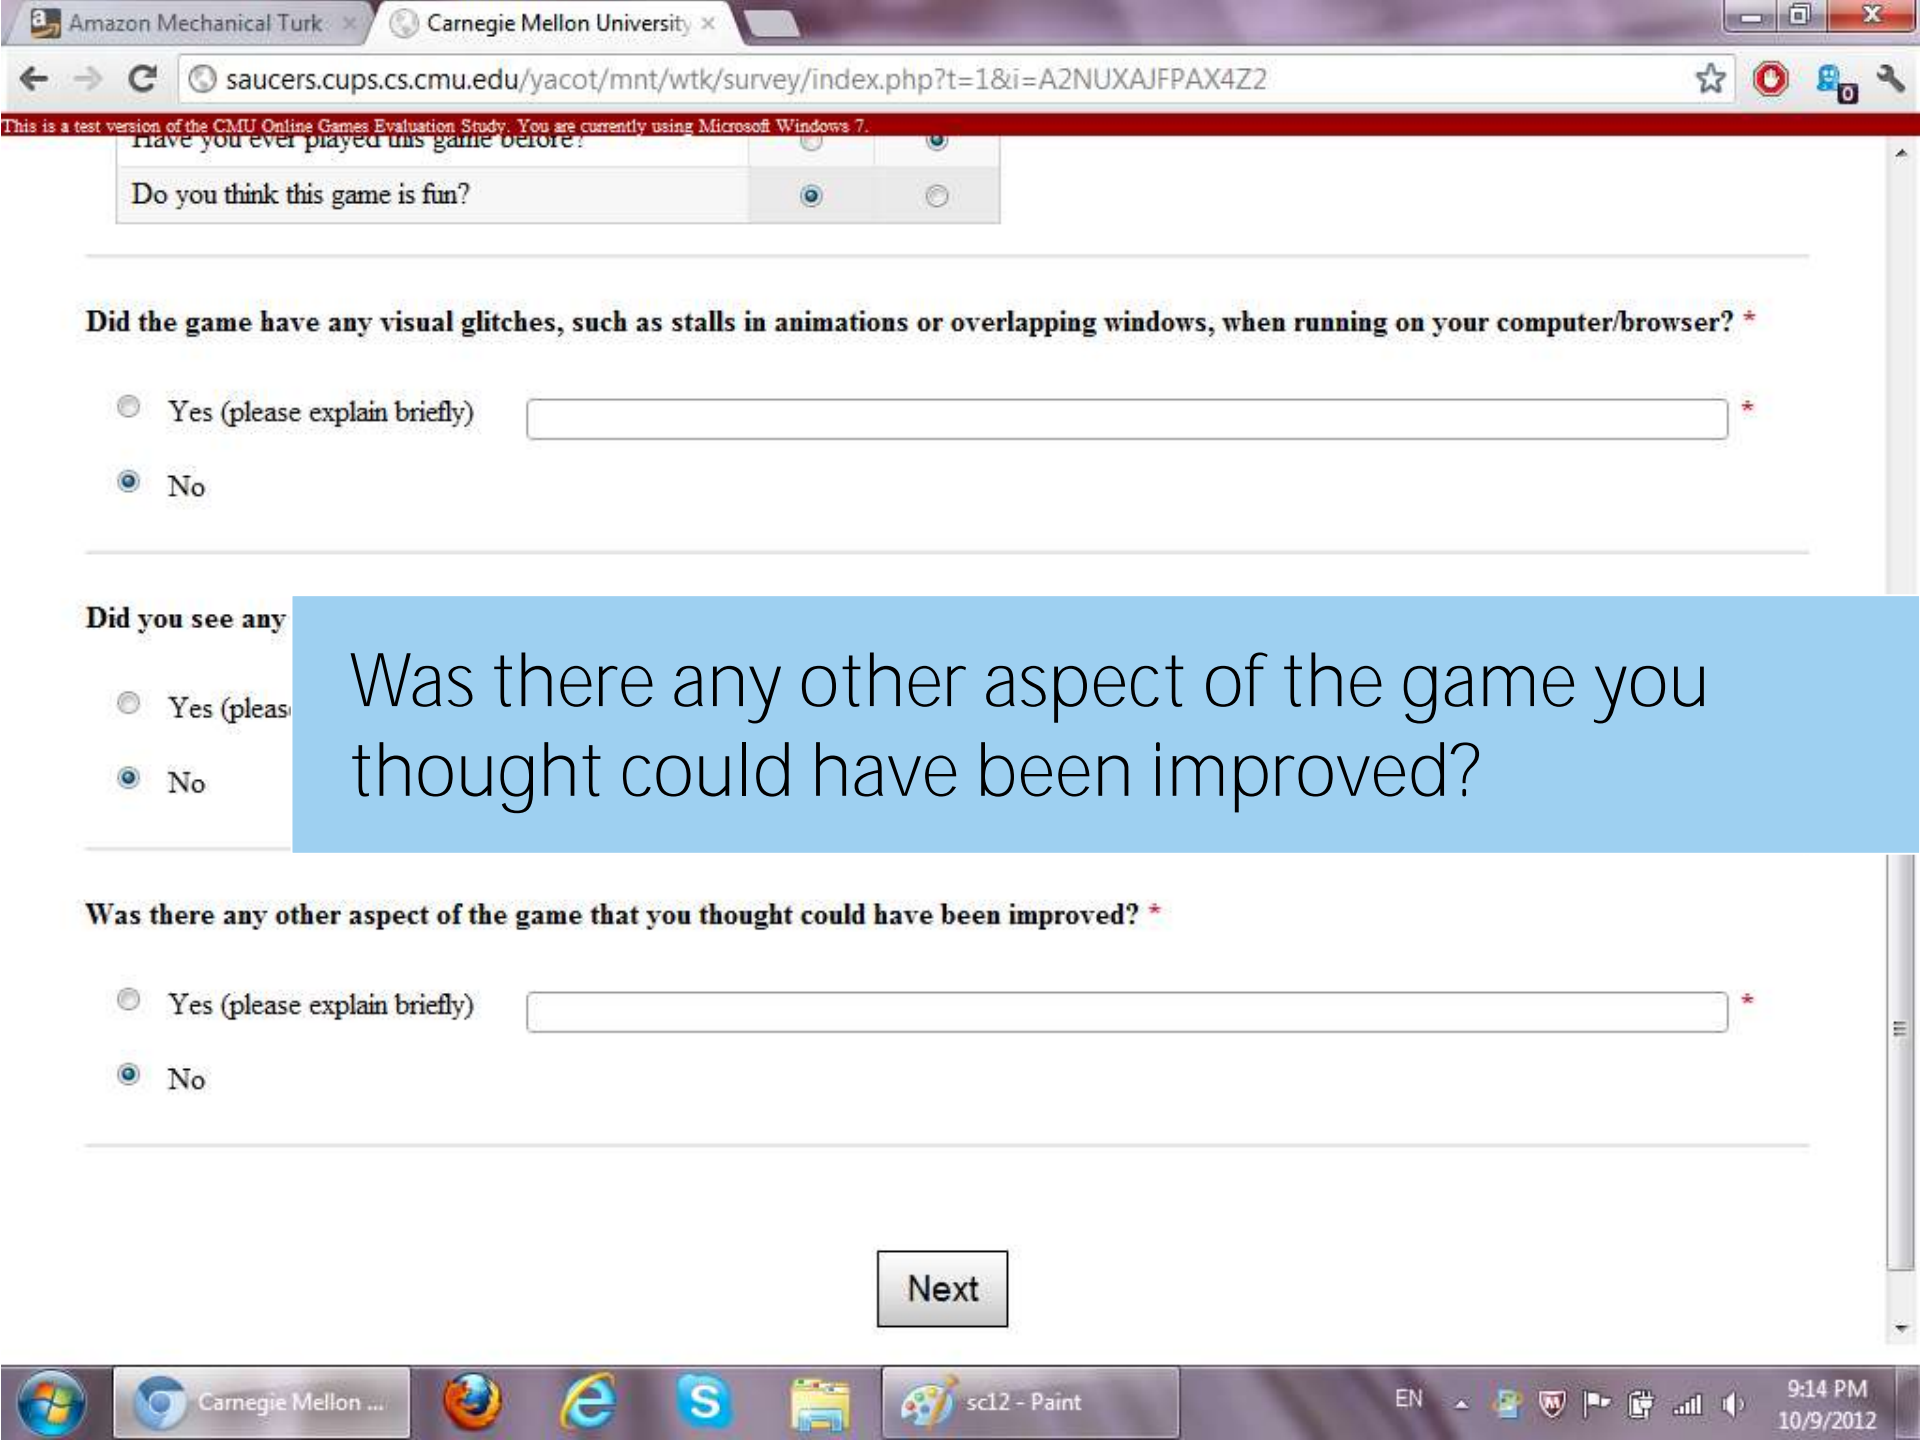 Amazon Mechanical Turk
Carnegie Mellon University
saucers.cups.cs.cmu.edu/yacot/mnt/wtk/survey/index.php?t=1&i=A2NUXAJFPAX4Z2
0
This is a test version of the CMU Online Games Evaluation Study. You are currently using Microsoft Windows 7.
Have you ever played this game before?
Do you think this game is fun?
Did the game have any visual glitches, such as stalls in animations or overlapping windows, when running on your computer/browser? *
Yes (please explain briefly) *
No
Did you see any
Yes (pleas
No
Was there any other aspect of the game you
thought could have been improved?
Was there any other aspect of the game that you thought could have been improved? *
Yes (please explain briefly) *
No
Next
Carnegie Mellon ...
sc12 - Paint
EN
9:14 PM
10/9/2012